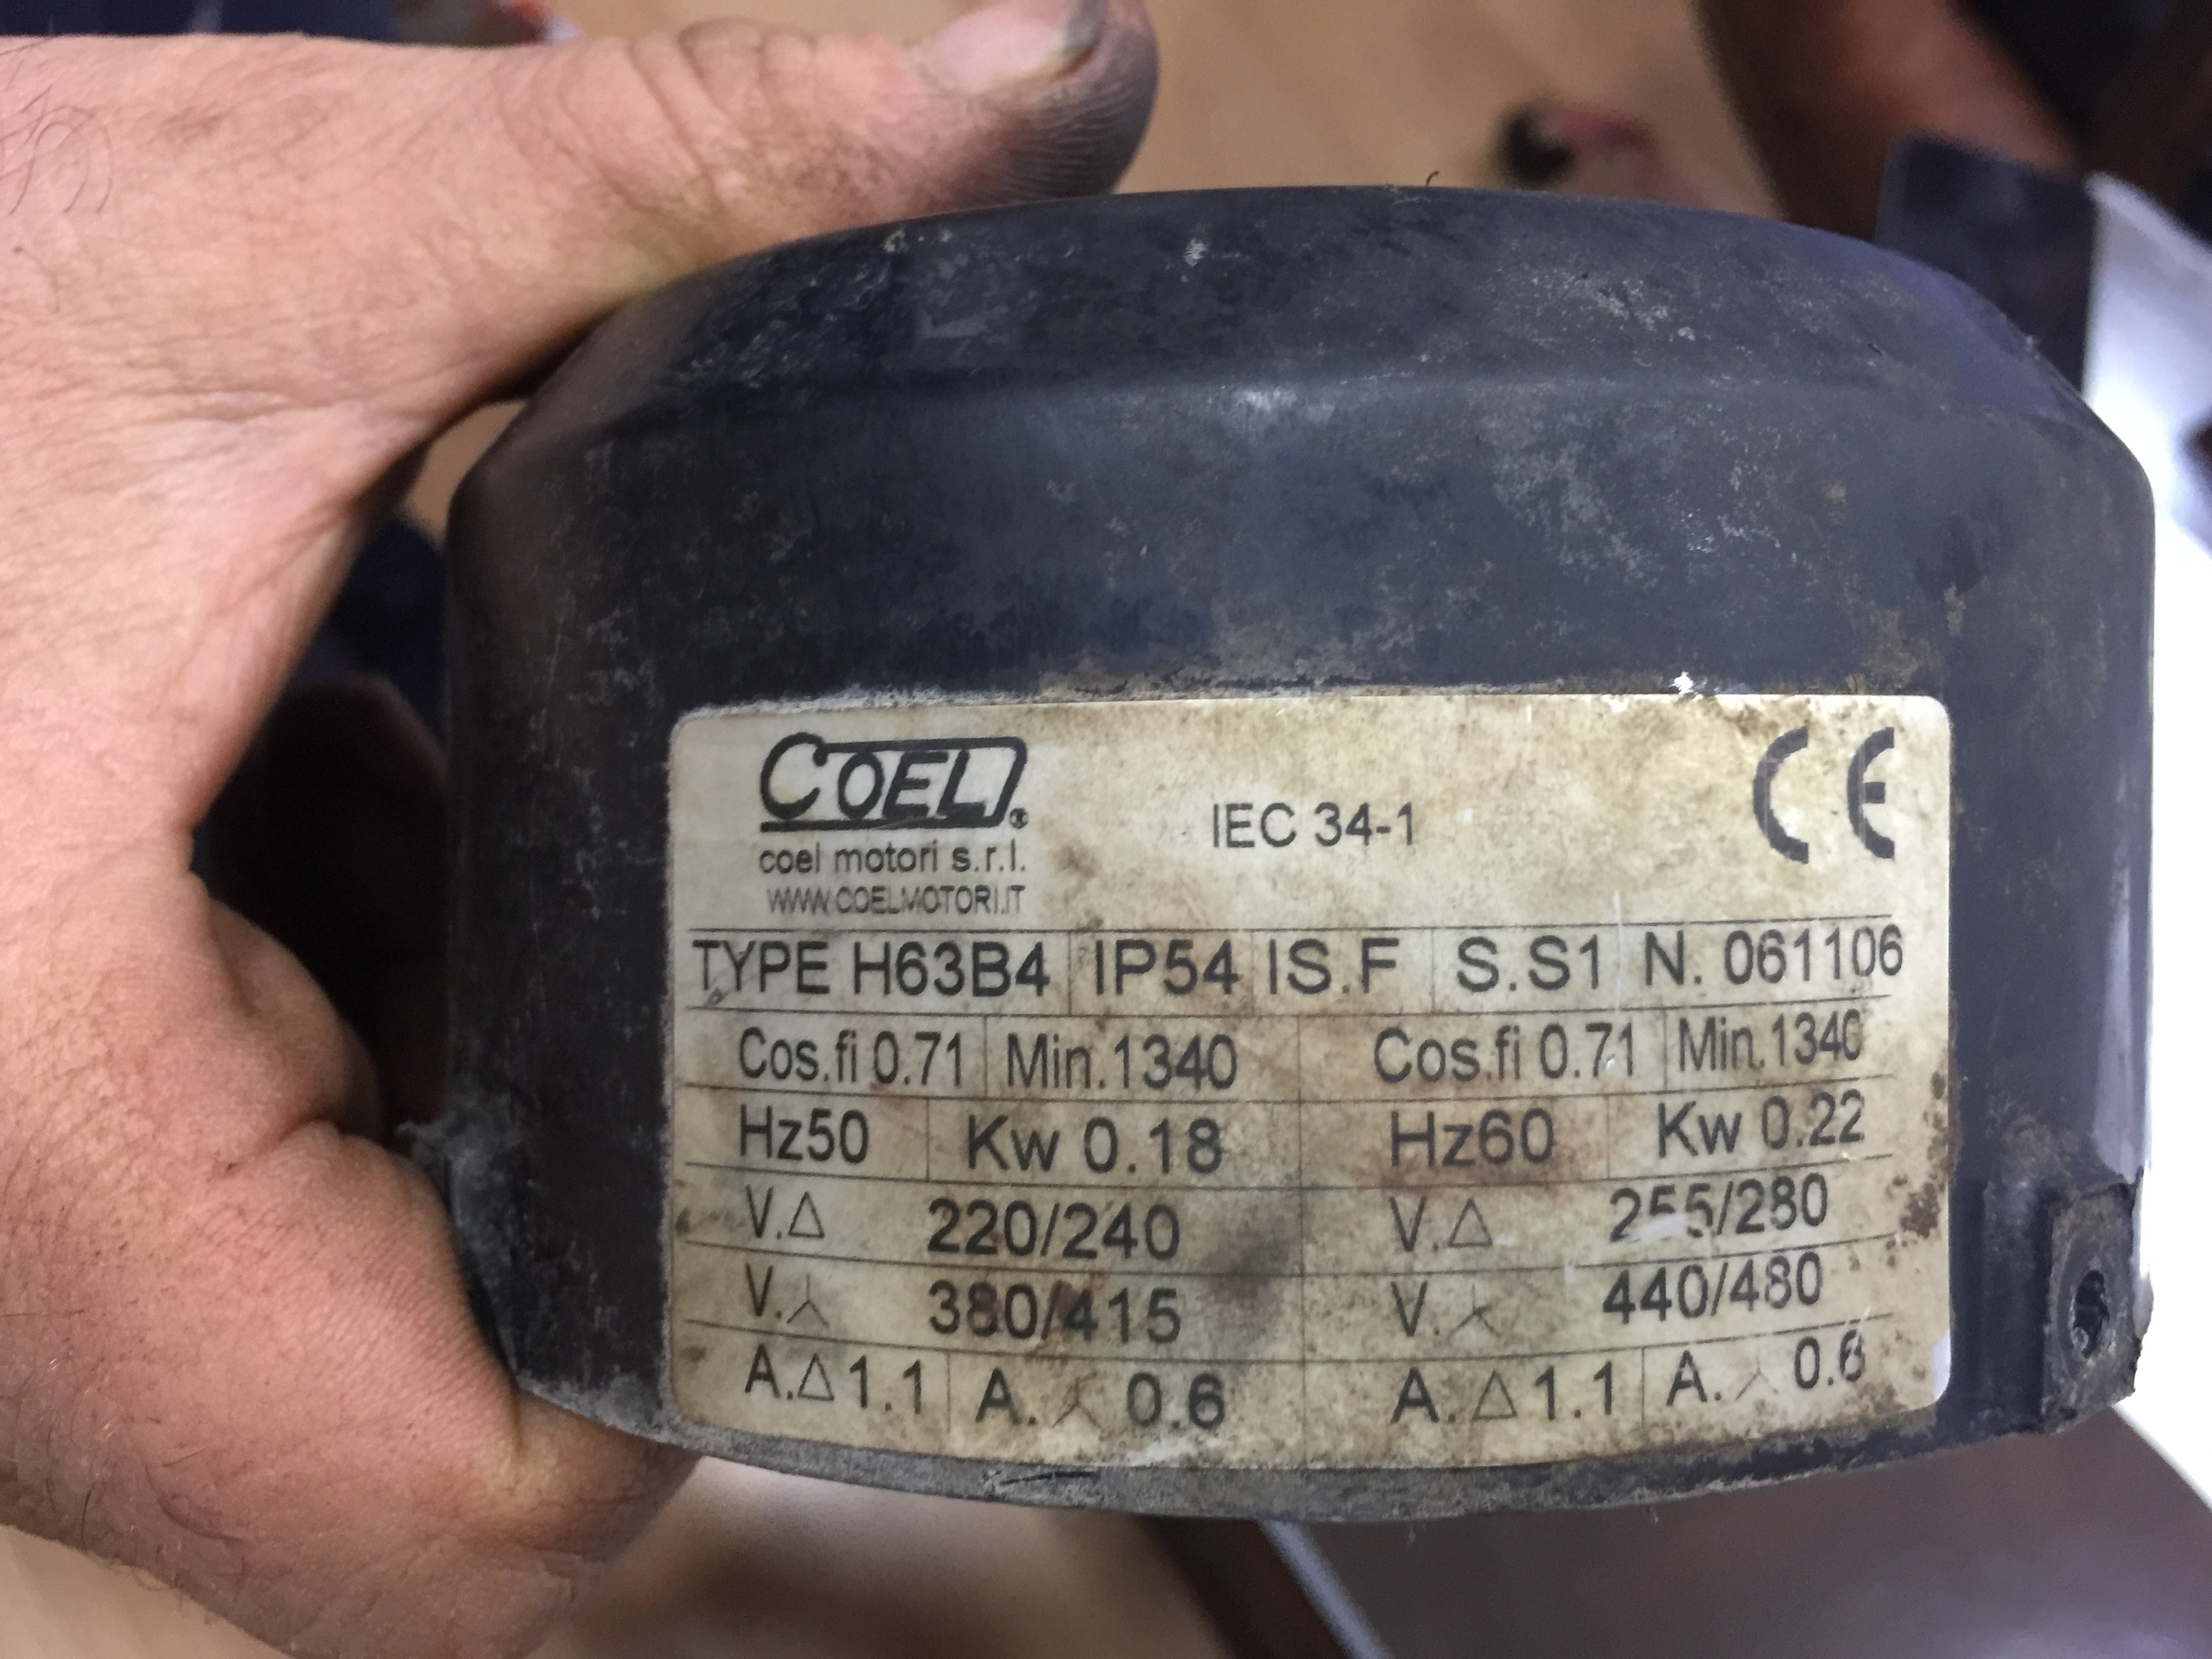 COEL®
coel motori s.r.l.
WWW.COELMOTORI.IT
IEC 34-1
CE
TYPE H63B4 IP54 IS.F S.S1 N. 061106
Cos.fi 0.71 Min.1340 Cos.fi 0.71 Min.1340
Hz50 Kw 0.18 Hz60 Kw 0.22
V.△ 220/240 V.△ 255/280
V.⅄ 380/415 V.⅄ 440/480
A.△ 1.1 A.⅄ 0.6 A.△ 1.1 A.⅄ 0.6